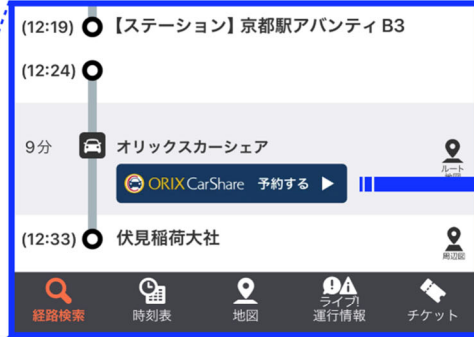 (12:19) 【ステーション】京都駅アバンティ B3
(12:24)
9分 オリックスカーシェア
ルート
地図
ORIX CarShare 予約する ▶
(12:33) 伏見稲荷大社
周辺図
経路検索 時刻表 地図 ライブ!運行情報 チケット